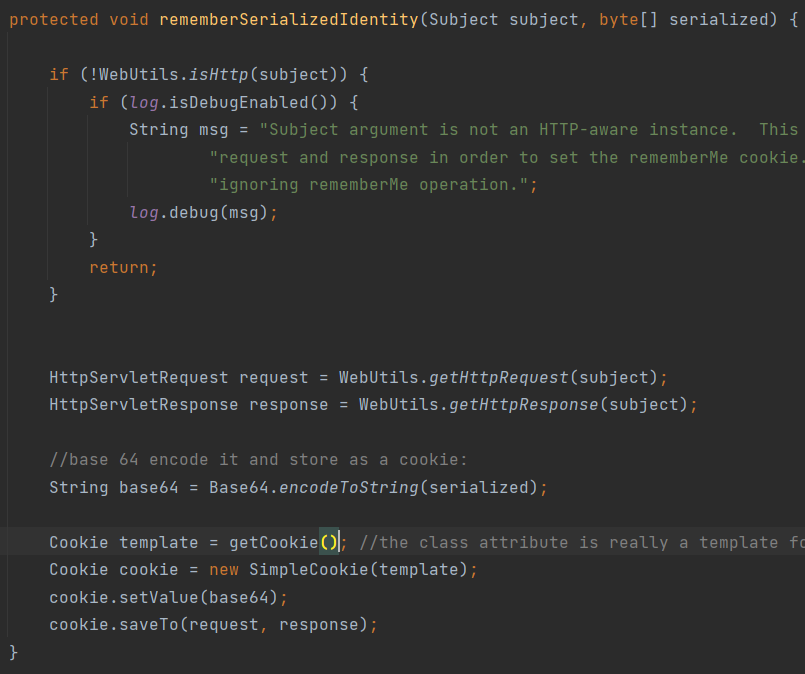 protected void rememberSerializedIdentity(Subject subject, byte[] serialized) {
if (!WebUtils.isHttp(subject)) {
if (log.isDebugEnabled()) {
String msg = "Subject argument is not an HTTP-aware instance.  This
"request and response in order to set the rememberMe cookie.
"ignoring rememberMe operation.";
log.debug(msg);
}
return;
}
HttpServletRequest request = WebUtils.getHttpRequest(subject);
HttpServletResponse response = WebUtils.getHttpResponse(subject);
//base 64 encode it and store as a cookie:
String base64 = Base64.encodeToString(serialized);
Cookie template = getCookie(); //the class attribute is really a template fo
Cookie cookie = new SimpleCookie(template);
cookie.setValue(base64);
cookie.saveTo(request, response);
}